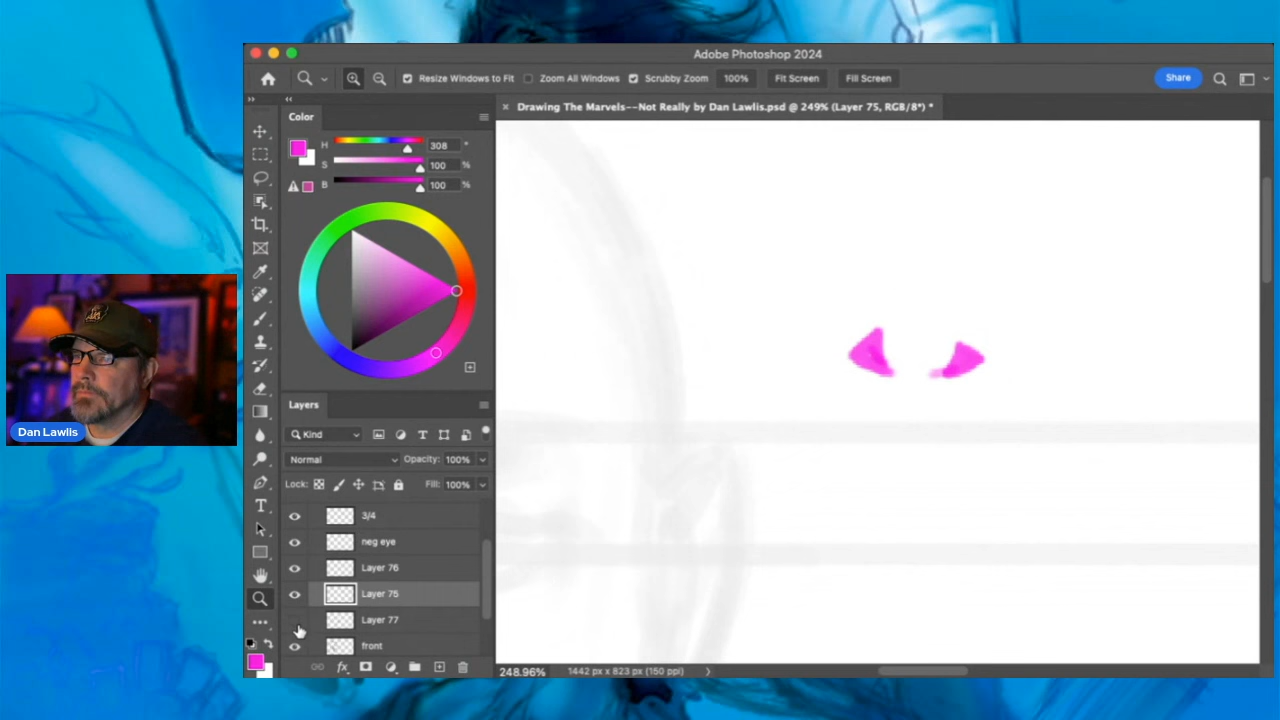 Adobe Photoshop 2024
Resize Windows to Fit Zoom All Windows Scrubby Zoom 100% Fit Screen Fill Screen Share
Drawing The Marvels--Not Really by Dan Lawlis.psd @ 249% (Layer 75, RGB/8*) *
Color
H 308 °
S 100 %
B 100 %
Layers
Kind
Normal Opacity: 100%
Lock: Fill: 100%
3/4
neg eye
Layer 76
Layer 75
Layer 77
front
248.96% 1442 px x 823 px (150 ppi)
Dan Lawlis